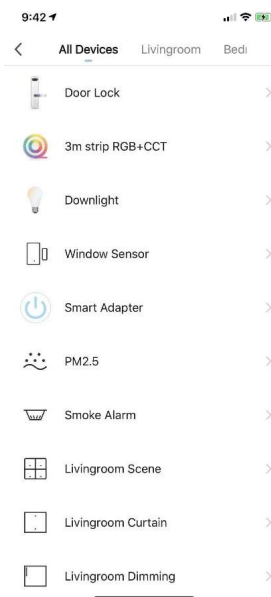 9:42
All Devices Livingroom Bedr
Door Lock
3m strip RGB+CCT
Downlight
Window Sensor
Smart Adapter
PM2.5
Smoke Alarm
Livingroom Scene
Livingroom Curtain
Livingroom Dimming